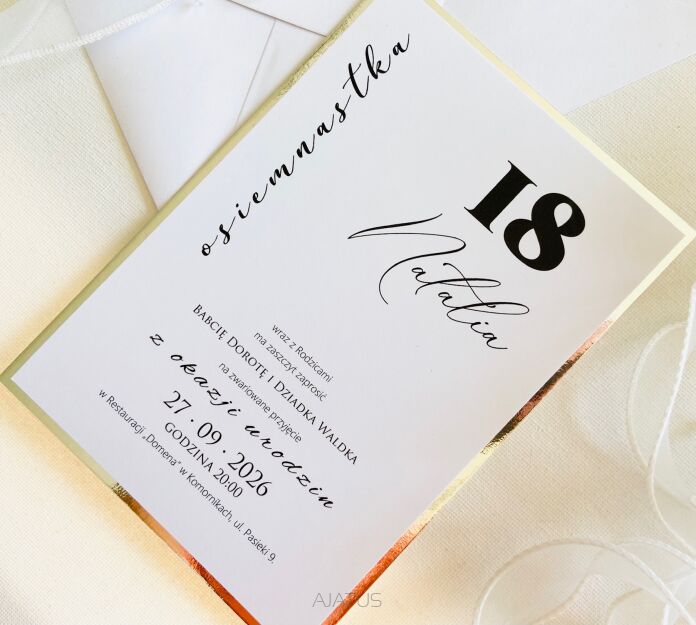 osiemnastka
18
Natalia
wraz z Rodzicami
ma zaszczyt zaprosić
Babcię Dorotę i Dziadka Waldka
na zwariowane przyjęcie
z okazji urodzin
27.09.2026
godzina 20:00
w Restauracji „Domena” w Komornikach, ul. Pasieki 9.
AJATUS